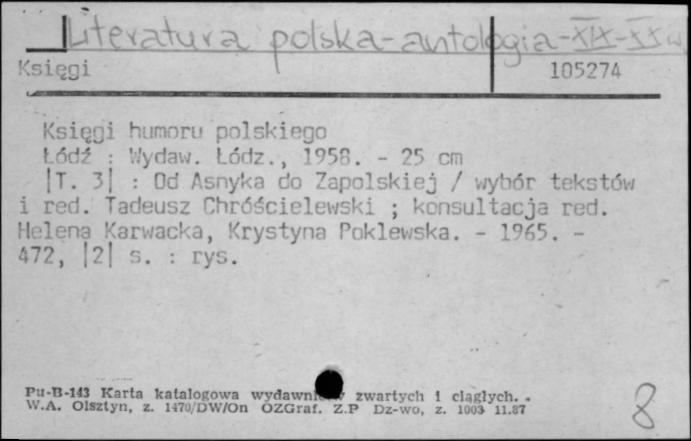 Literatura polska-antologia-XIX-XX w
Księgi 105274
Księgi humoru polskiego
Łódź : Wydaw. Łódz., 1958. - 25 cm
|T. 3| : Od Asnyka do Zapolskiej / wybór tekstów
i red. Tadeusz Chróścielewski ; konsultacja red.
Helena Karwacka, Krystyna Poklewska. - 1965. -
472, |2| s. : rys.
Pu-B-143 Karta katalogowa wydawnictw zwartych i ciągłych.
W.A. Olsztyn, z. 1470/DW/On OZGraf. Z.P Dz-wo, z. 1003 11.87
8